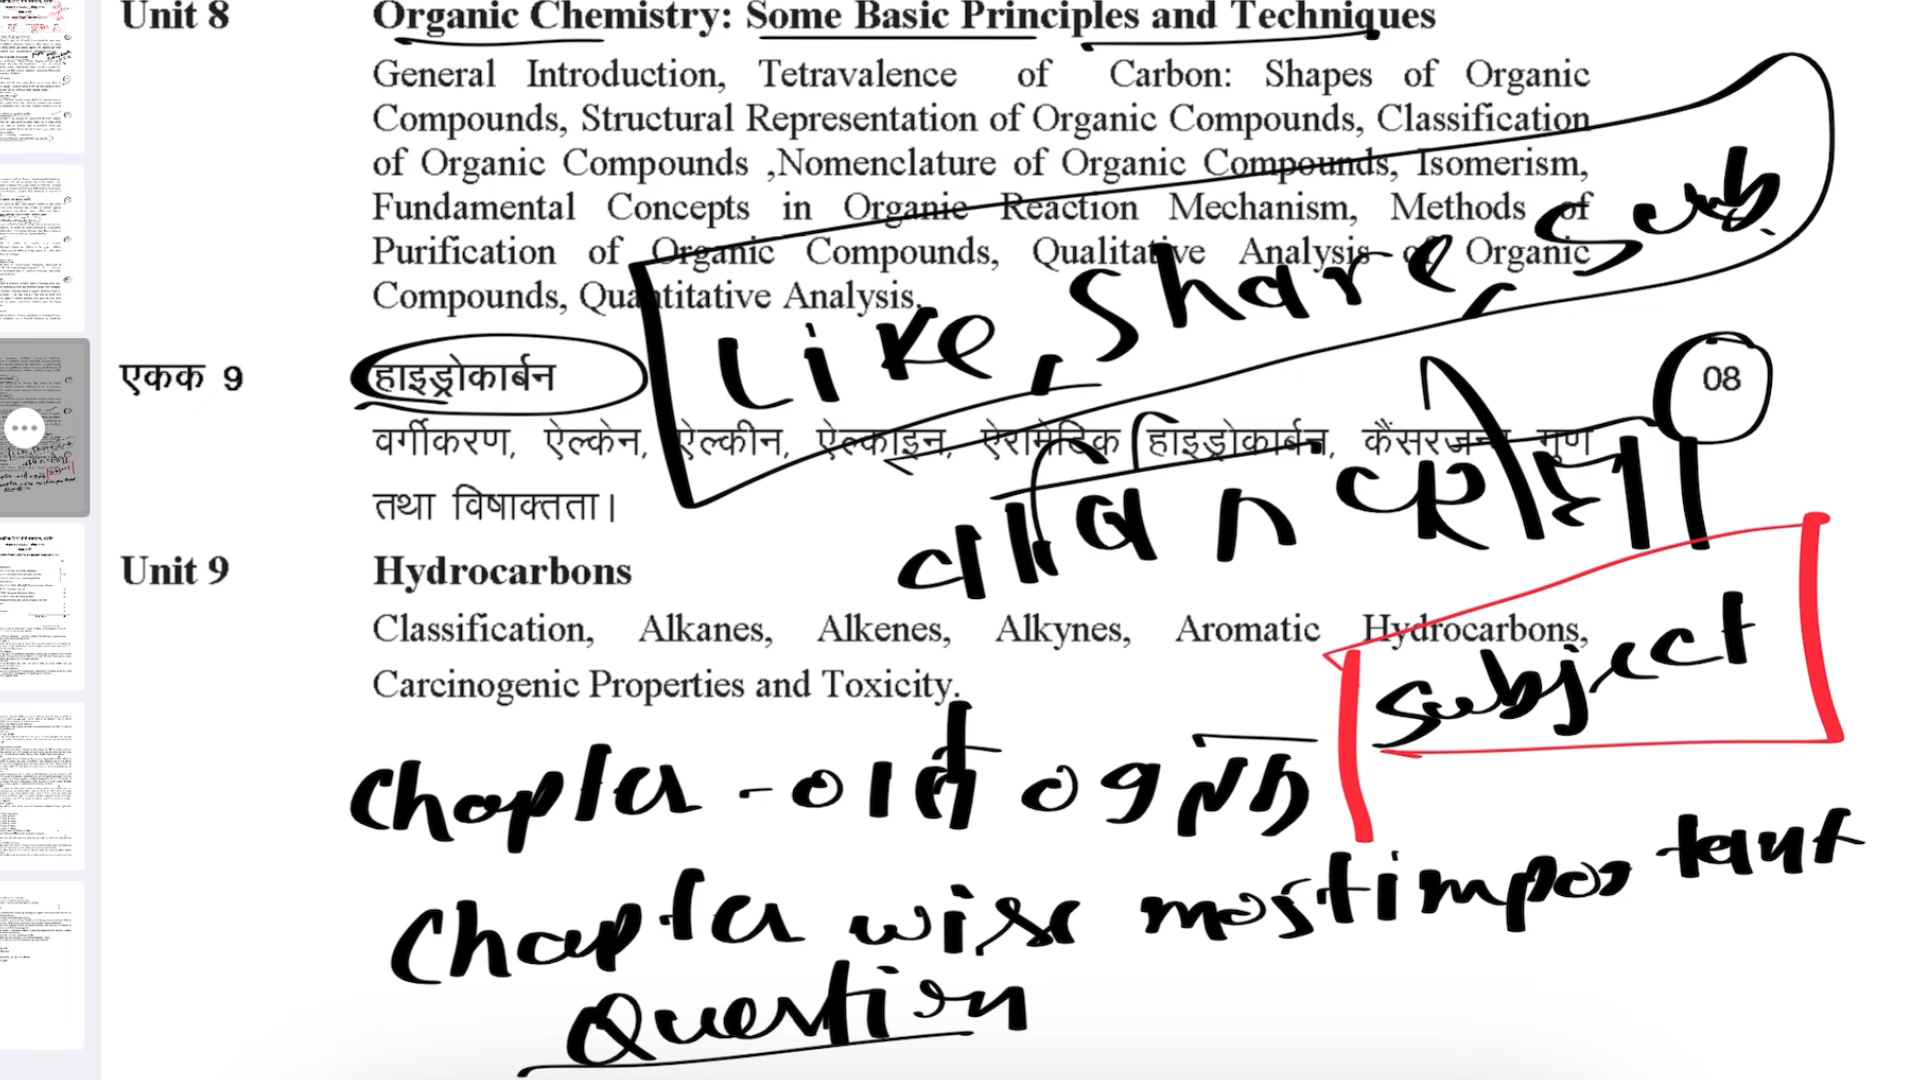 Unit 8 Organic Chemistry: Some Basic Principles and Techniques
General Introduction, Tetravalence of Carbon: Shapes of Organic
Compounds, Structural Representation of Organic Compounds, Classification
of Organic Compounds ,Nomenclature of Organic Compounds, Isomerism,
Fundamental Concepts in Organic Reaction Mechanism, Methods of
Purification of Organic Compounds, Qualitative Analysis of Organic
Compounds, Quantitative Analysis.
Like, Share, Sub
एकक 9 हाइड्रोकार्बन 08
वर्गीकरण, ऐल्केन, ऐल्कीन, ऐल्काइन, ऐरामेटिक हाइड्रोकार्बन, कैंसरजन्य गुण
तथा विषाक्तता।
Unit 9 Hydrocarbons
Classification, Alkanes, Alkenes, Alkynes, Aromatic Hydrocarbons,
Carcinogenic Properties and Toxicity.
Subject
Chapter wise most important
Question